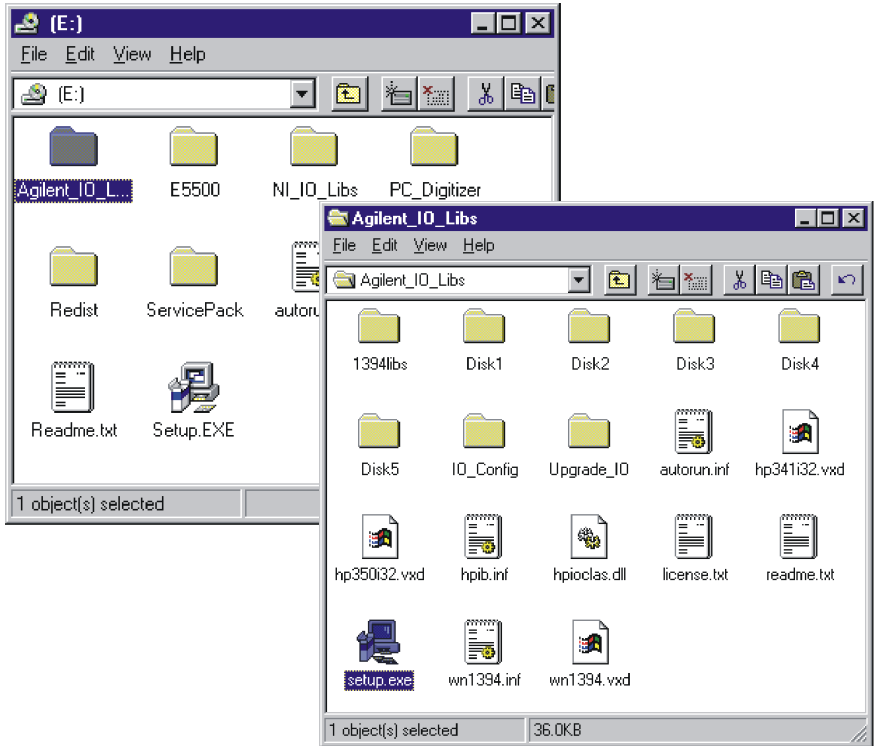 (E:)
File Edit View Help
(E:)
Agilent_IO_L... E5500 NI_IO_Libs PC_Digitizer
Redist ServicePack autoru
Readme.txt Setup.EXE
1 object(s) selected
Agilent_IO_Libs
File Edit View Help
Agilent_IO_Libs
1394libs Disk1 Disk2 Disk3 Disk4
Disk5 IO_Config Upgrade_IO autorun.inf hp341i32.vxd
hp350i32.vxd hpib.inf hpioclas.dll license.txt readme.txt
setup.exe wn1394.inf wn1394.vxd
1 object(s) selected 36.0KB